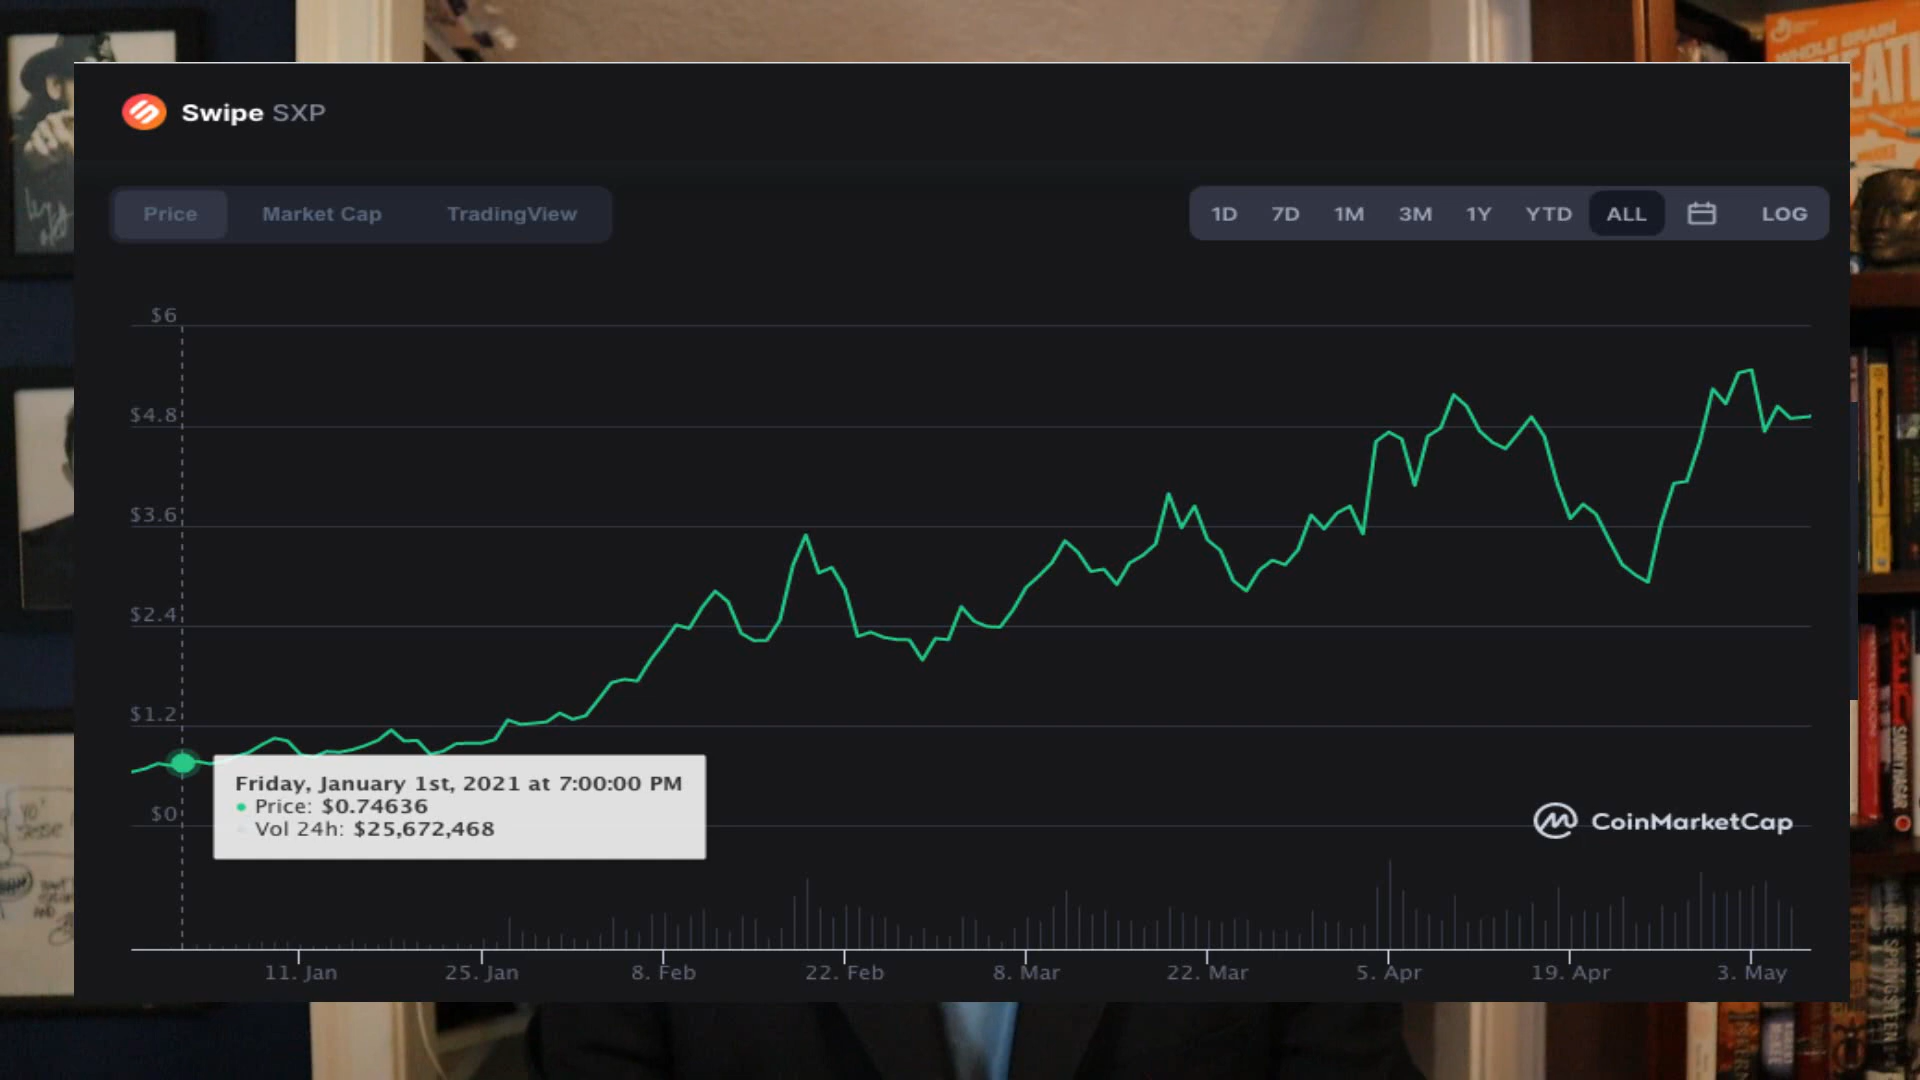 Swipe SXP
Price Market Cap TradingView
1D 7D 1M 3M 1Y YTD ALL LOG
$6
$4.8
$3.6
$2.4
$1.2
$0
Friday, January 1st, 2021 at 7:00:00 PM
Price: $0.74636
Vol 24h: $25,672,468
CoinMarketCap
11. Jan 25. Jan 8. Feb 22. Feb 8. Mar 22. Mar 5. Apr 19. Apr 3. May
WHOLE GRAIN